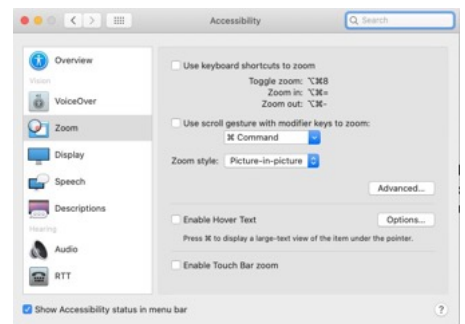 Accessibility
Search
Overview
Vision
VoiceOver
Zoom
Display
Speech
Descriptions
Hearing
Audio
RTT
Use keyboard shortcuts to zoom
Toggle zoom: ⌥⌘8
Zoom in: ⌥⌘=
Zoom out: ⌥⌘-
Use scroll gesture with modifier keys to zoom:
⌘ Command
Zoom style: Picture-in-picture
Advanced...
Enable Hover Text
Options...
Press ⌘ to display a large-text view of the item under the pointer.
Enable Touch Bar zoom
Show Accessibility status in menu bar
?